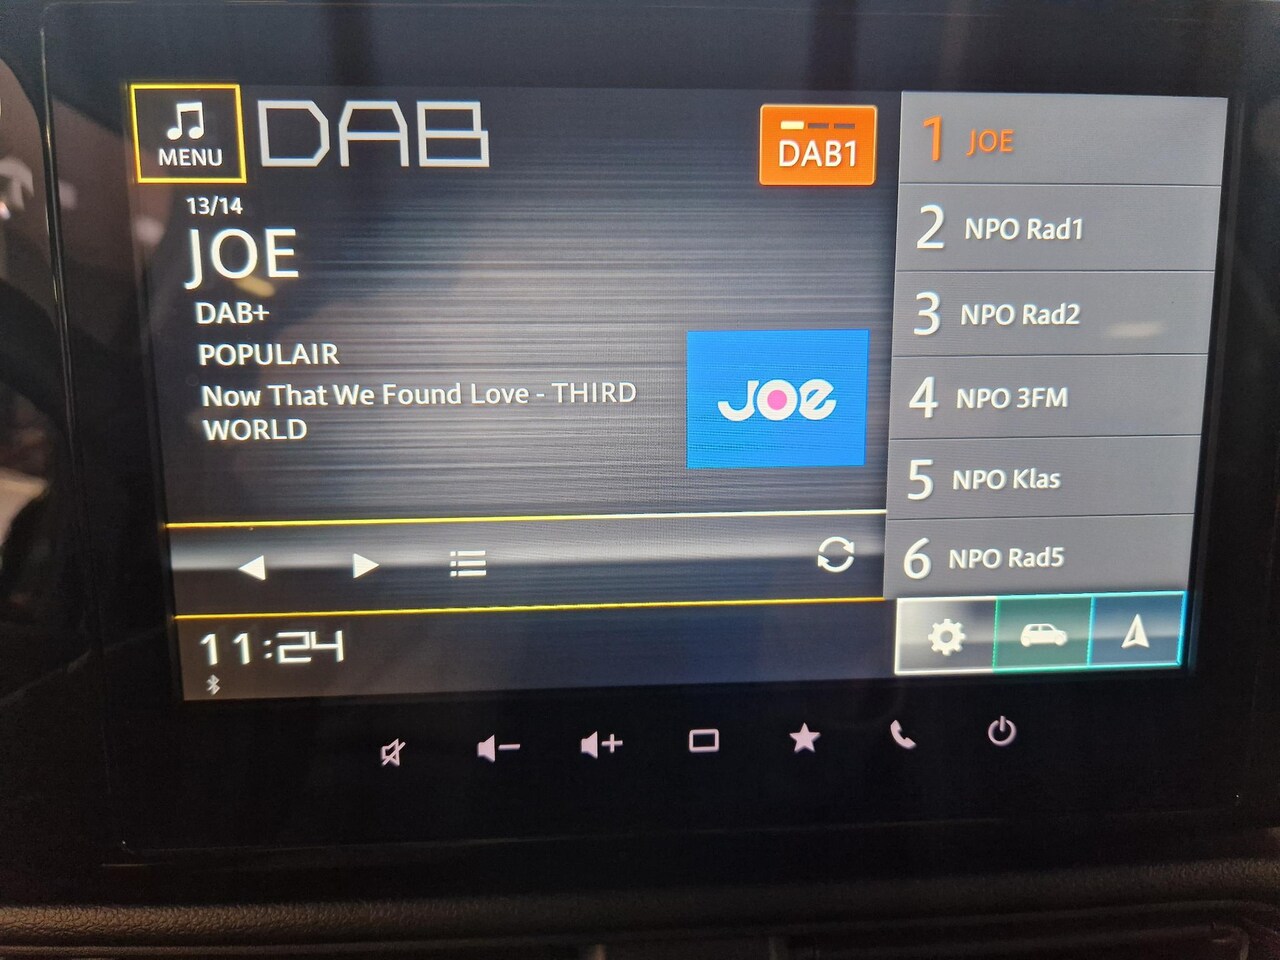 MENU
DAB
DAB1
13/14
JOE
DAB+
POPULAIR
Now That We Found Love - THIRD
WORLD
JOe
11:24
1 JOE
2 NPO Rad1
3 NPO Rad2
4 NPO 3FM
5 NPO Klas
6 NPO Rad5